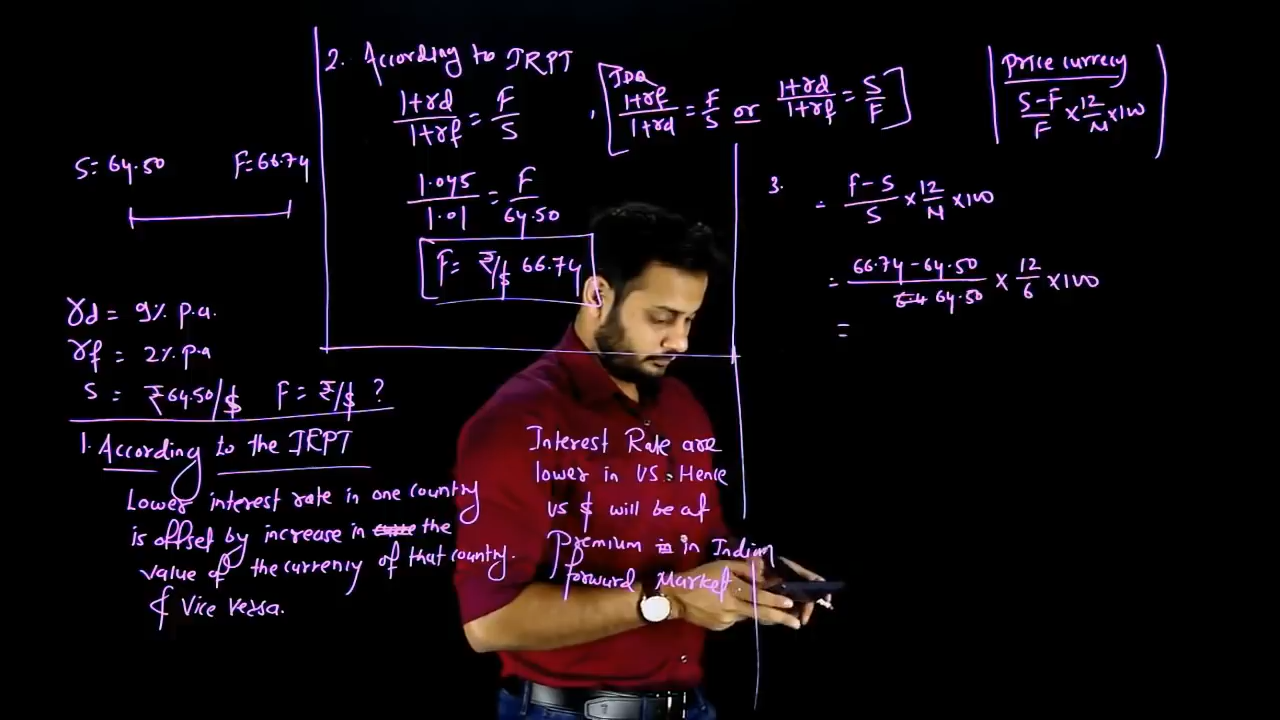 S= 64.50 F=66.74
rd = 9% p.a.
rf = 2% p.a
S = ₹64.50/$ F= ₹/$ ?
1. According to the IRPT
Lower interest rate in one country
is offset by increase in the
value of the currency of that country.
& Vice Versa.
2. According to IRPT
1+rd/1+rf = F/S , [IDQ 1+rf/1+rd = F/S or 1+rd/1+rf = S/F]
1.045/1.01 = F/64.50
F= ₹/$ 66.74
Interest Rate are
lower in US. Hence
US $ will be at
Premium in Indian
forward Market.
Price currency
S-F/F × 12/M × 100
3.
= F-S/S × 12/M × 100
= 66.74-64.50/64.50 × 12/6 × 100
=